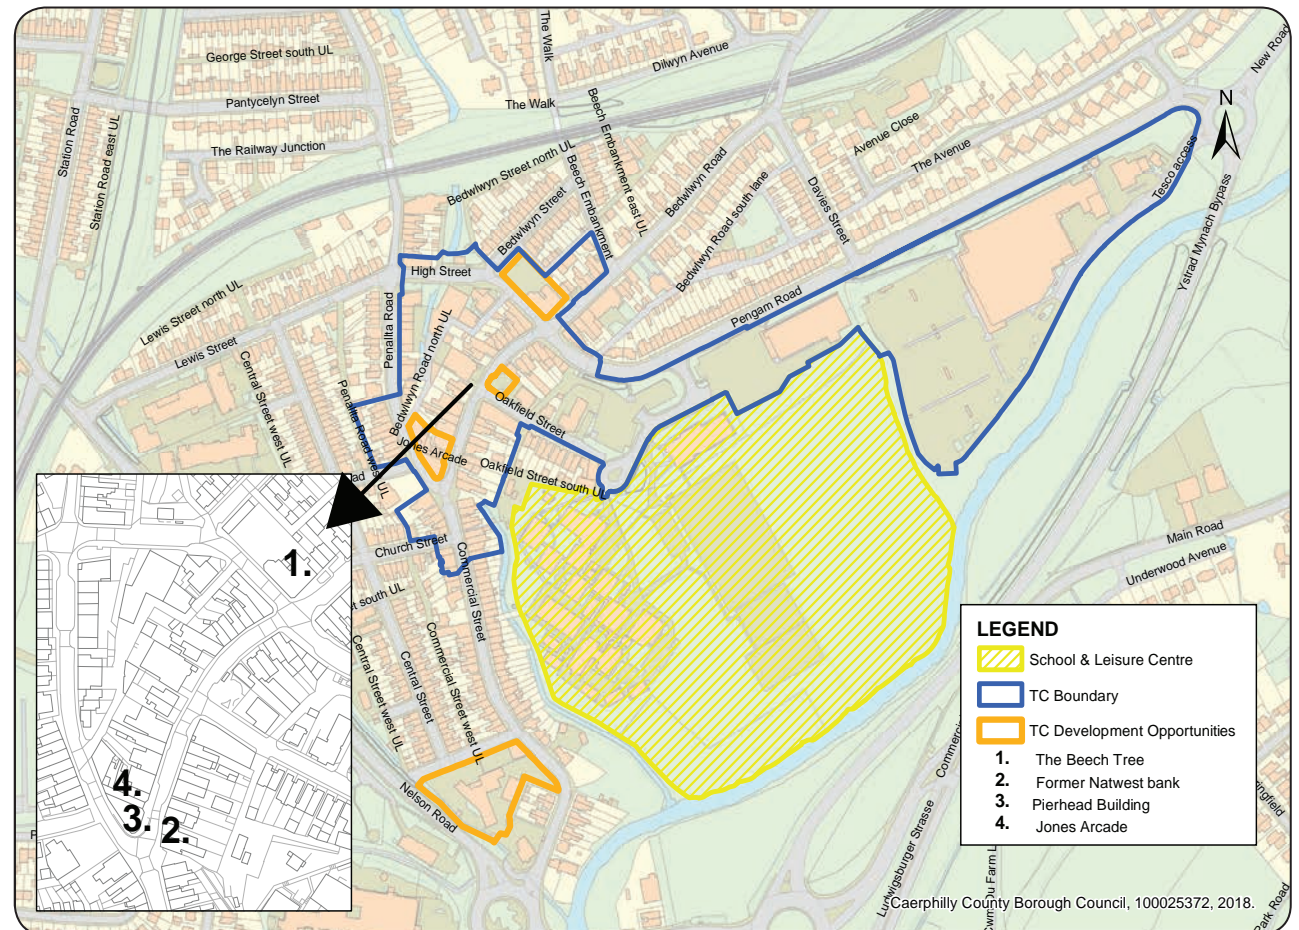 George Street south UL
The Walk
Dilwyn Avenue
New Road
Pantycelyn Street
The Walk
Station Road
Station Road east UL
The Railway Junction
Beech Embankment east UL
Avenue Close
The Avenue
N
Tesco access
Ystrad Mynach Bypass
Bedwlwyn Street north UL
Beech Embankment
Bedwlwyn Road
Bedwlwyn Street
Bedwlwyn Road south lane
Davies Street
High Street
Pengam Road
Lewis Street north UL
Lewis Street
Penallta Road
Bedwlwyn Road north UL
Central Street west UL
Penallta Road west UL
Oakfield Street
Jones Arcade
Oakfield Street south UL
Church Street
Commercial Street
Main Road
Underwood Avenue
1.
4.
3.
2.
Central Street west UL
Central Street
Commercial Street west UL
Nelson Road
LEGEND
School & Leisure Centre
TC Boundary
TC Development Opportunities
1. The Beech Tree
2. Former Natwest bank
3. Pierhead Building
4. Jones Arcade
Ludwigsburger Strasse
Park Road
Caerphilly County Borough Council, 100025372, 2018.